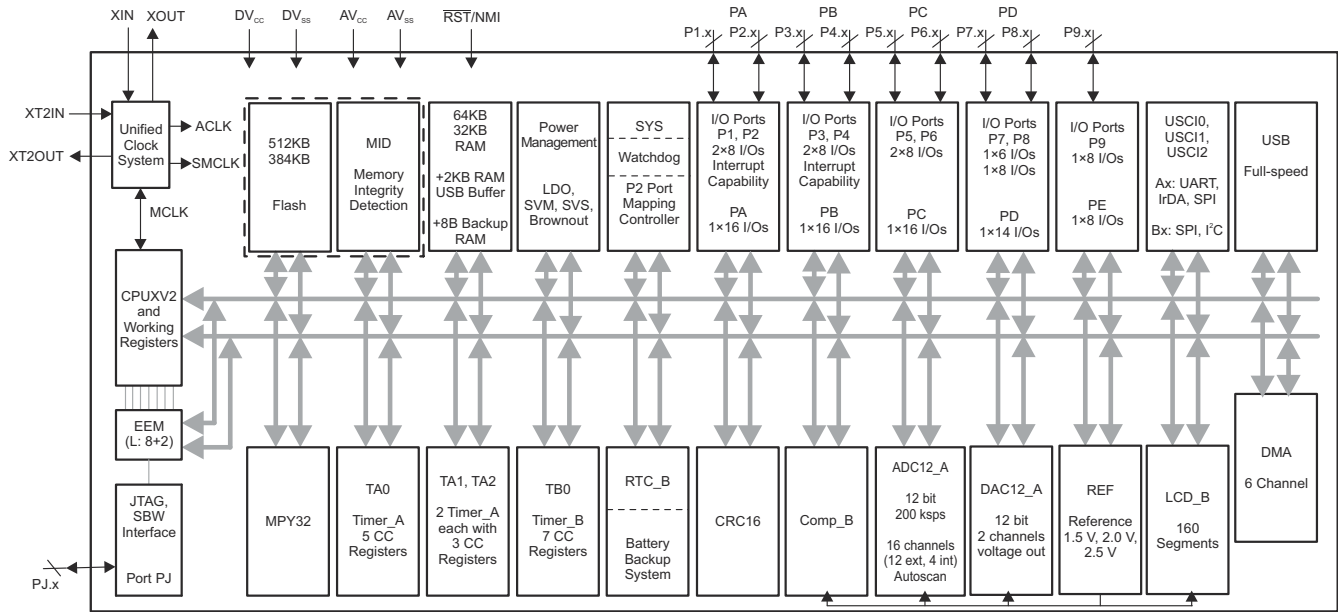 XIN XOUT DVCC DVSS AVCC AVSS RST/NMI PA PB PC PD
P1.x P2.x P3.x P4.x P5.x P6.x P7.x P8.x P9.x
XT2IN
XT2OUT
Unified
Clock
System
ACLK
SMCLK
MCLK
512KB
384KB
Flash
MID
Memory
Integrity
Detection
64KB
32KB
RAM
+2KB RAM
USB Buffer
+8B Backup
RAM
Power
Management
LDO,
SVM, SVS,
Brownout
SYS
Watchdog
P2 Port
Mapping
Controller
I/O Ports
P1, P2
2×8 I/Os
Interrupt
Capability
PA
1×16 I/Os
I/O Ports
P3, P4
2×8 I/Os
Interrupt
Capability
PB
1×16 I/Os
I/O Ports
P5, P6
2×8 I/Os
PC
1×16 I/Os
I/O Ports
P7, P8
1×6 I/Os
1×8 I/Os
PD
1×14 I/Os
I/O Ports
P9
1×8 I/Os
PE
1×8 I/Os
USCI0,
USCI1,
USCI2
Ax: UART,
IrDA, SPI
Bx: SPI, I²C
USB
Full-speed
CPUXV2
and
Working
Registers
EEM
(L: 8+2)
JTAG,
SBW
Interface
Port PJ
PJ.x
MPY32
TA0
Timer_A
5 CC
Registers
TA1, TA2
2 Timer_A
each with
3 CC
Registers
TB0
Timer_B
7 CC
Registers
RTC_B
Battery
Backup
System
CRC16
Comp_B
ADC12_A
12 bit
200 ksps
16 channels
(12 ext, 4 int)
Autoscan
DAC12_A
12 bit
2 channels
voltage out
REF
Reference
1.5 V, 2.0 V,
2.5 V
LCD_B
160
Segments
DMA
6 Channel